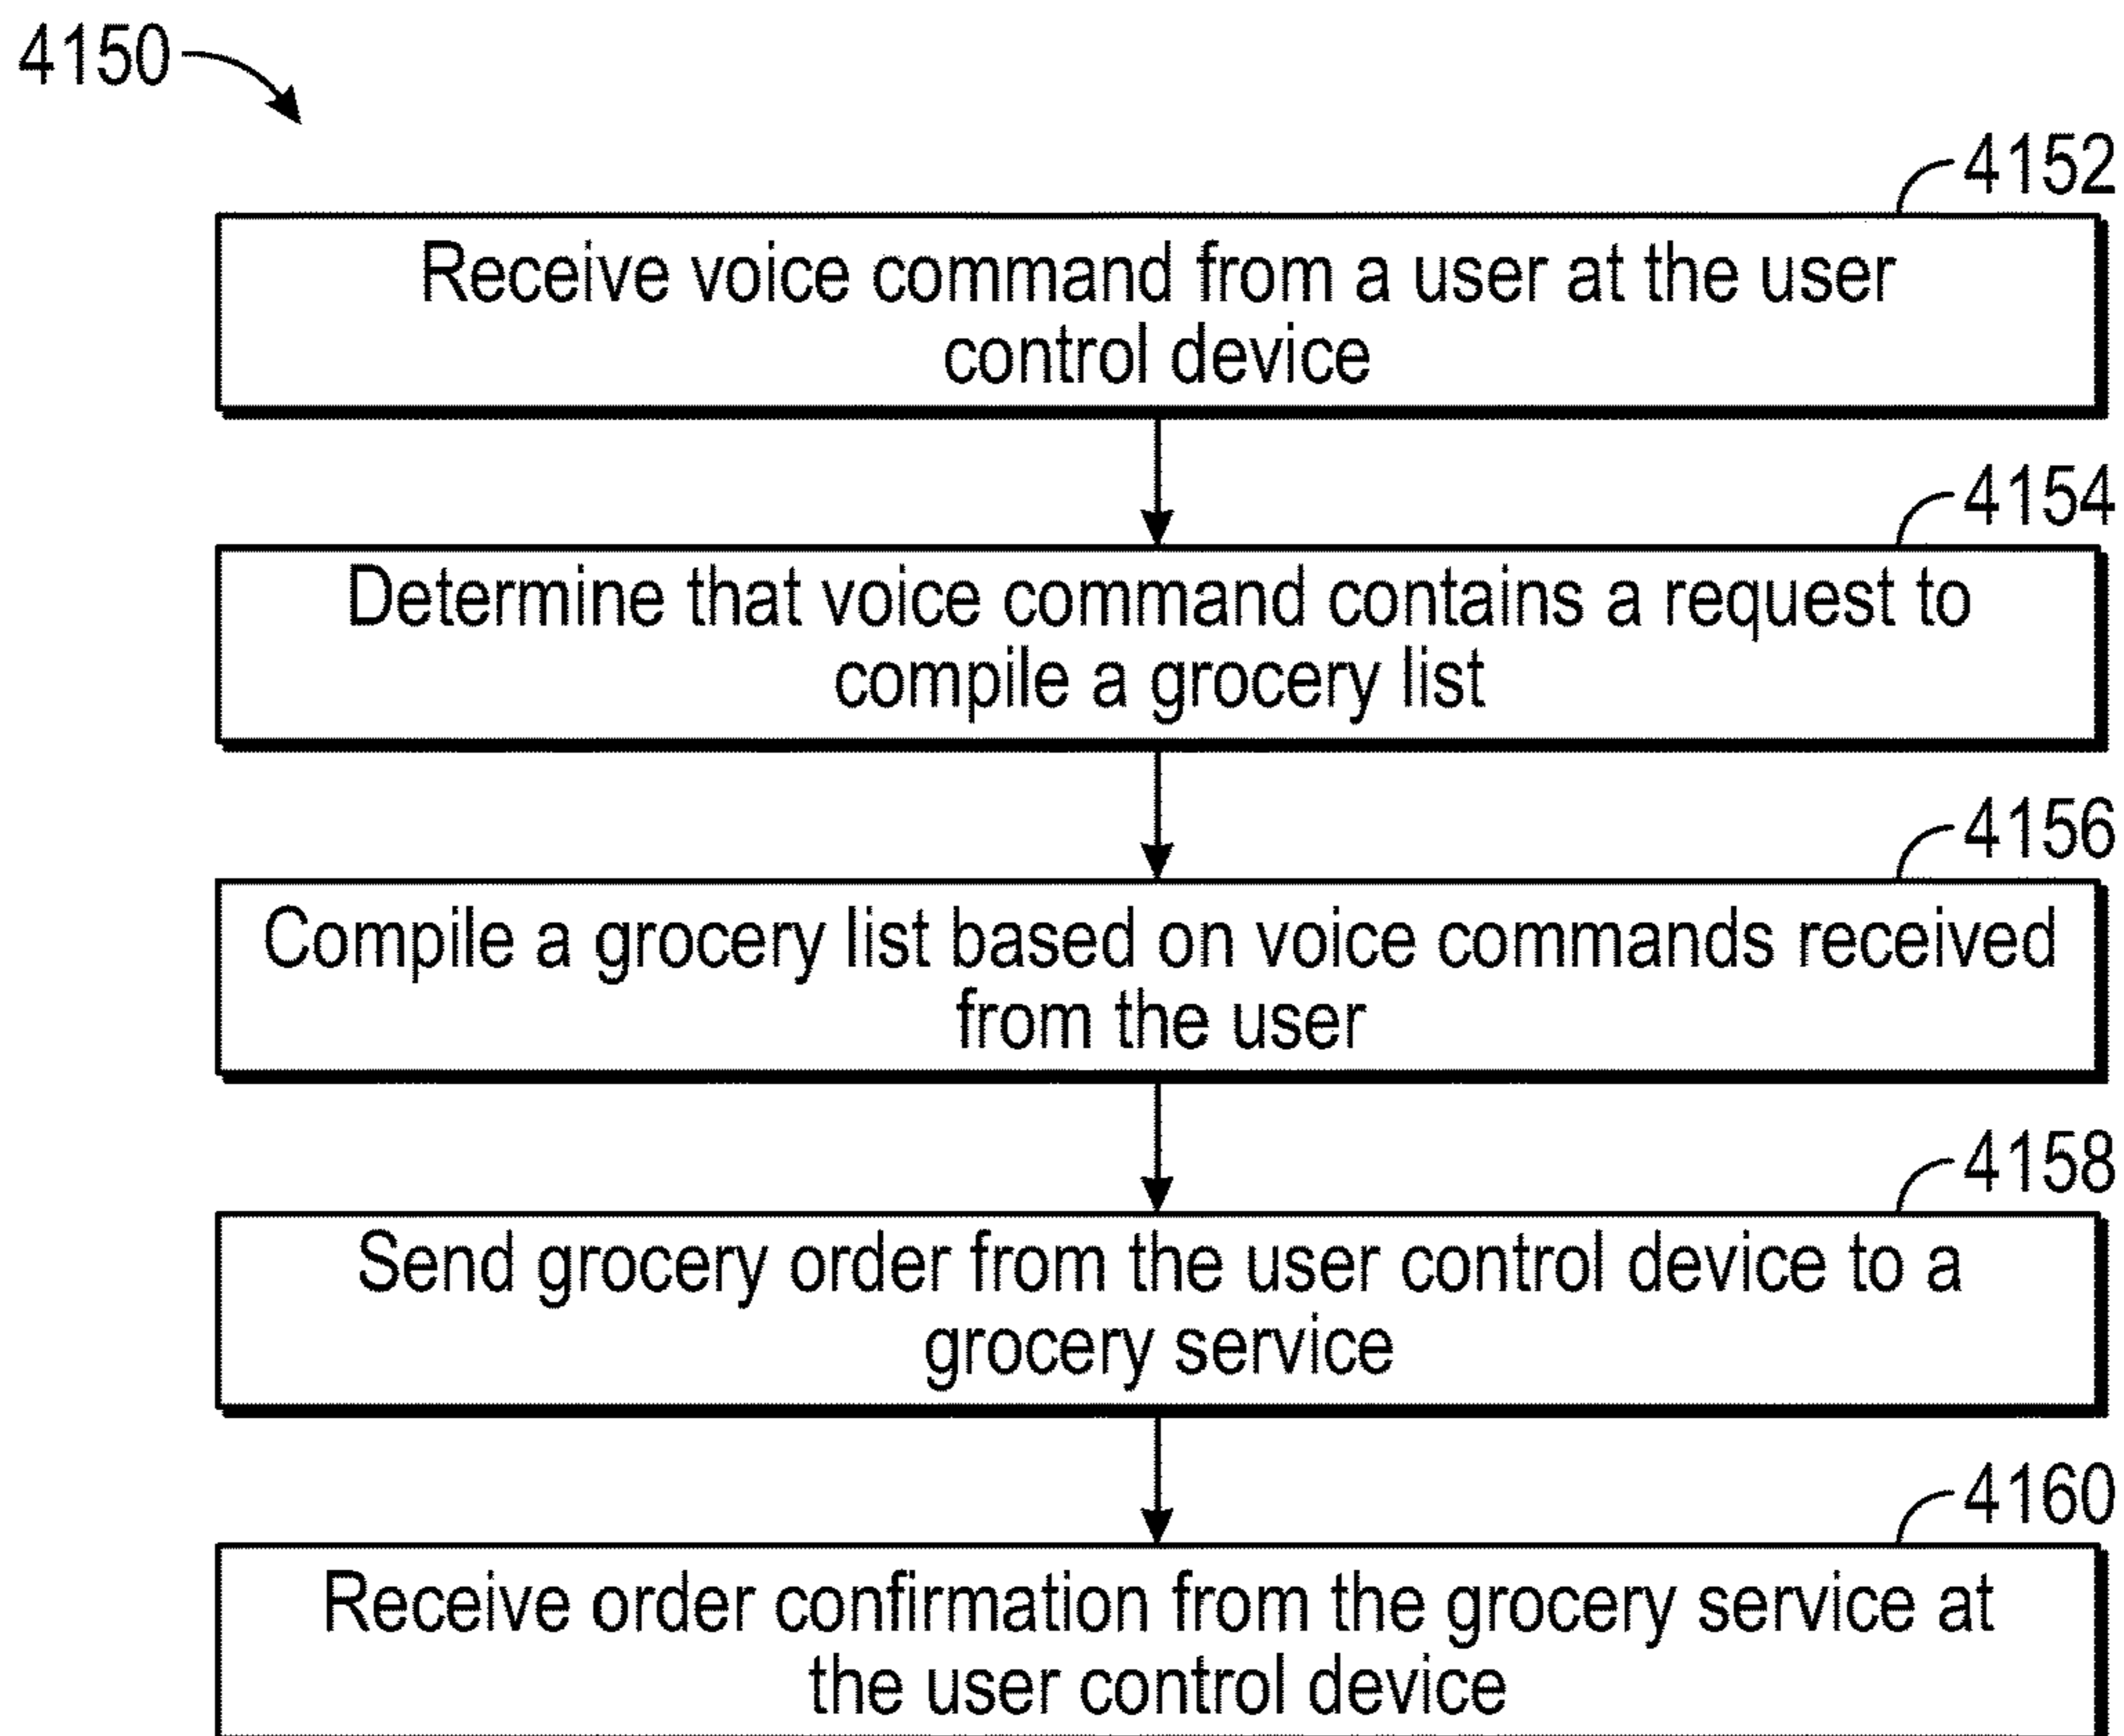 4150
4152
Receive voice command from a user at the user
control device
4154
Determine that voice command contains a request to
compile a grocery list
4156
Compile a grocery list based on voice commands received
from the user
4158
Send grocery order from the user control device to a
grocery service
4160
Receive order confirmation from the grocery service at
the user control device